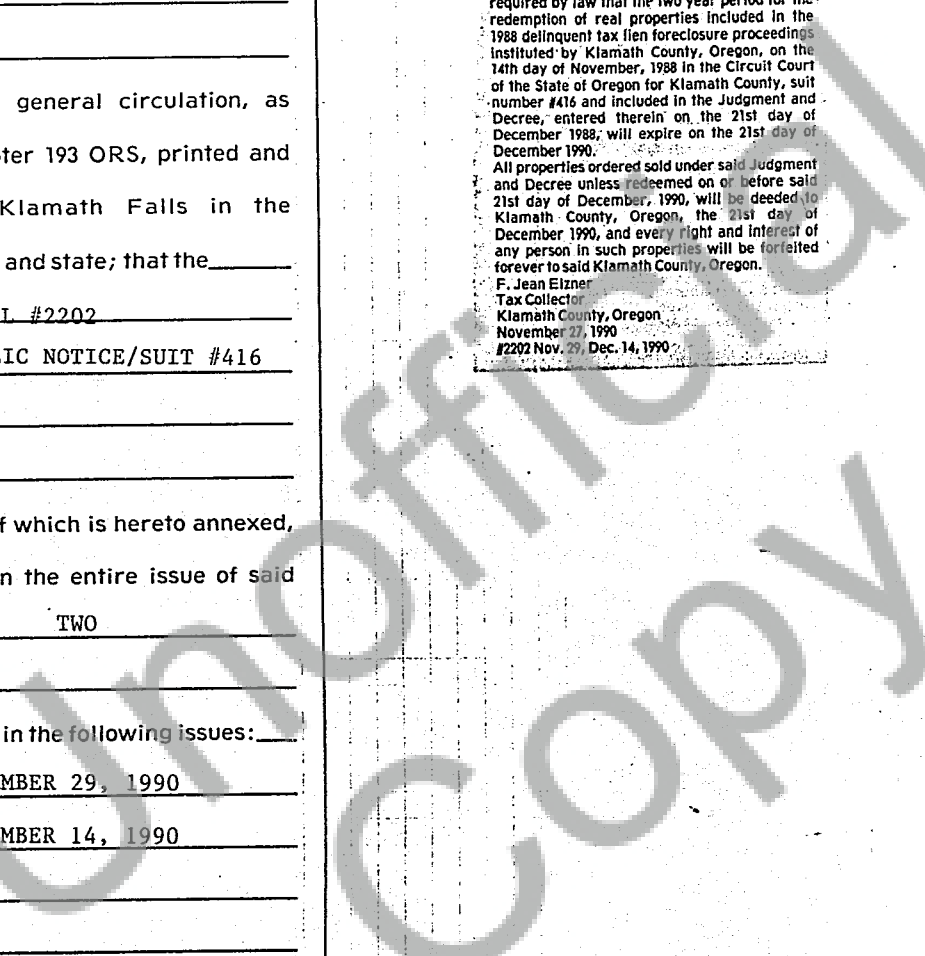 general circulation, as
ter 193 ORS, printed and
Klamath Falls in the
and state; that the
L #2202
LIC NOTICE/SUIT #416
f which is hereto annexed,
n the entire issue of said
TWO
in the following issues:
MBER 29, 1990
MBER 14, 1990
required by law that the two year period for the
redemption of real properties included in the
1988 delinquent tax lien foreclosure proceedings
instituted by Klamath County, Oregon, on the
14th day of November, 1988 in the Circuit Court
of the State of Oregon for Klamath County, suit
number #416 and included in the Judgment and
Decree, entered therein on the 21st day of
December 1988, will expire on the 21st day of
December 1990.
All properties ordered sold under said Judgment
and Decree unless redeemed on or before said
21st day of December, 1990, will be deeded to
Klamath County, Oregon, the 21st day of
December 1990, and every right and interest of
any person in such properties will be forfeited
forever to said Klamath County, Oregon.
F. Jean Elzner
Tax Collector
Klamath County, Oregon
November 27, 1990
#2202 Nov. 29, Dec. 14, 1990
Unofficial
Copy